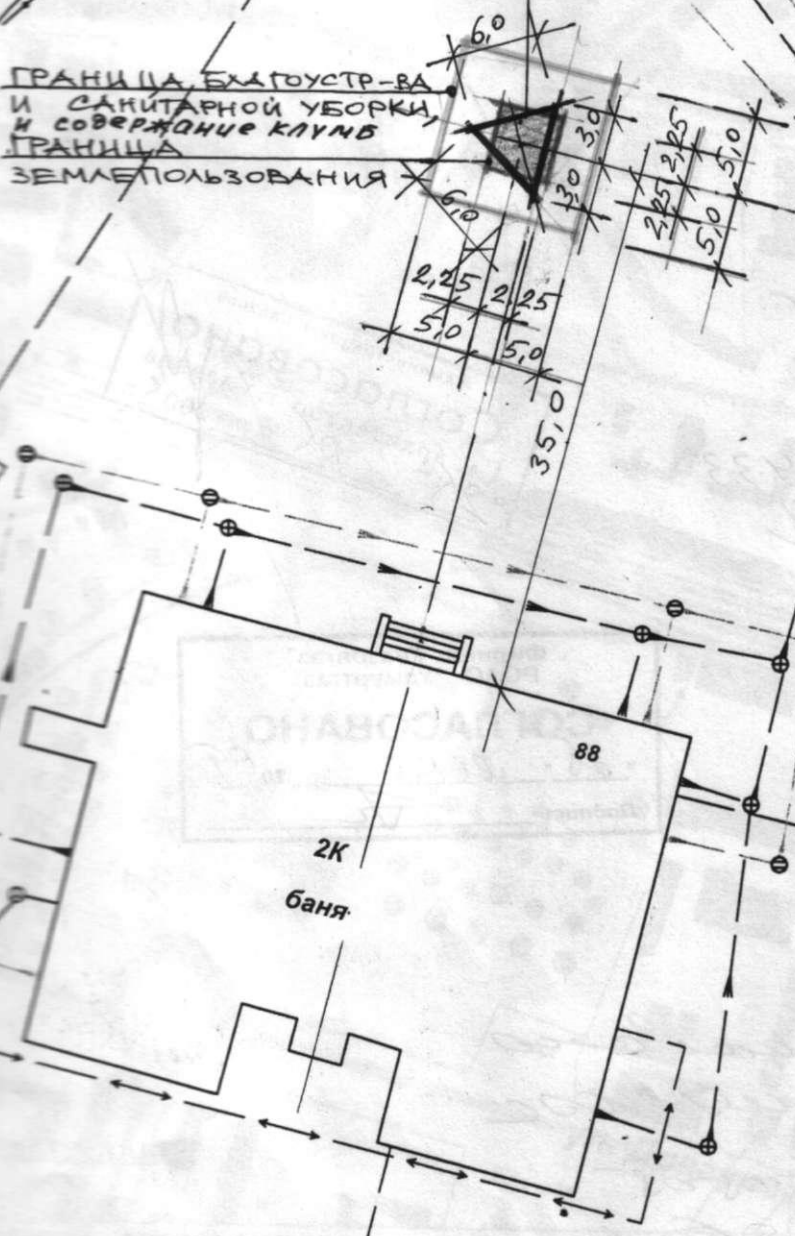 6,0
ГРАНИЦА БЛАГОУСТР-ВА
И САНИТАРНОЙ УБОРКИ,
и содержание клумб
ГРАНИЦА
ЗЕМЛЕПОЛЬЗОВАНИЯ
3,0
3,0
6,0
2,25
5,0
2,25
5,0
2,25
2,25
5,0
5,0
35,0
СОГЛАСОВАНО
СОГЛАСОВАНО
88
2К
баня